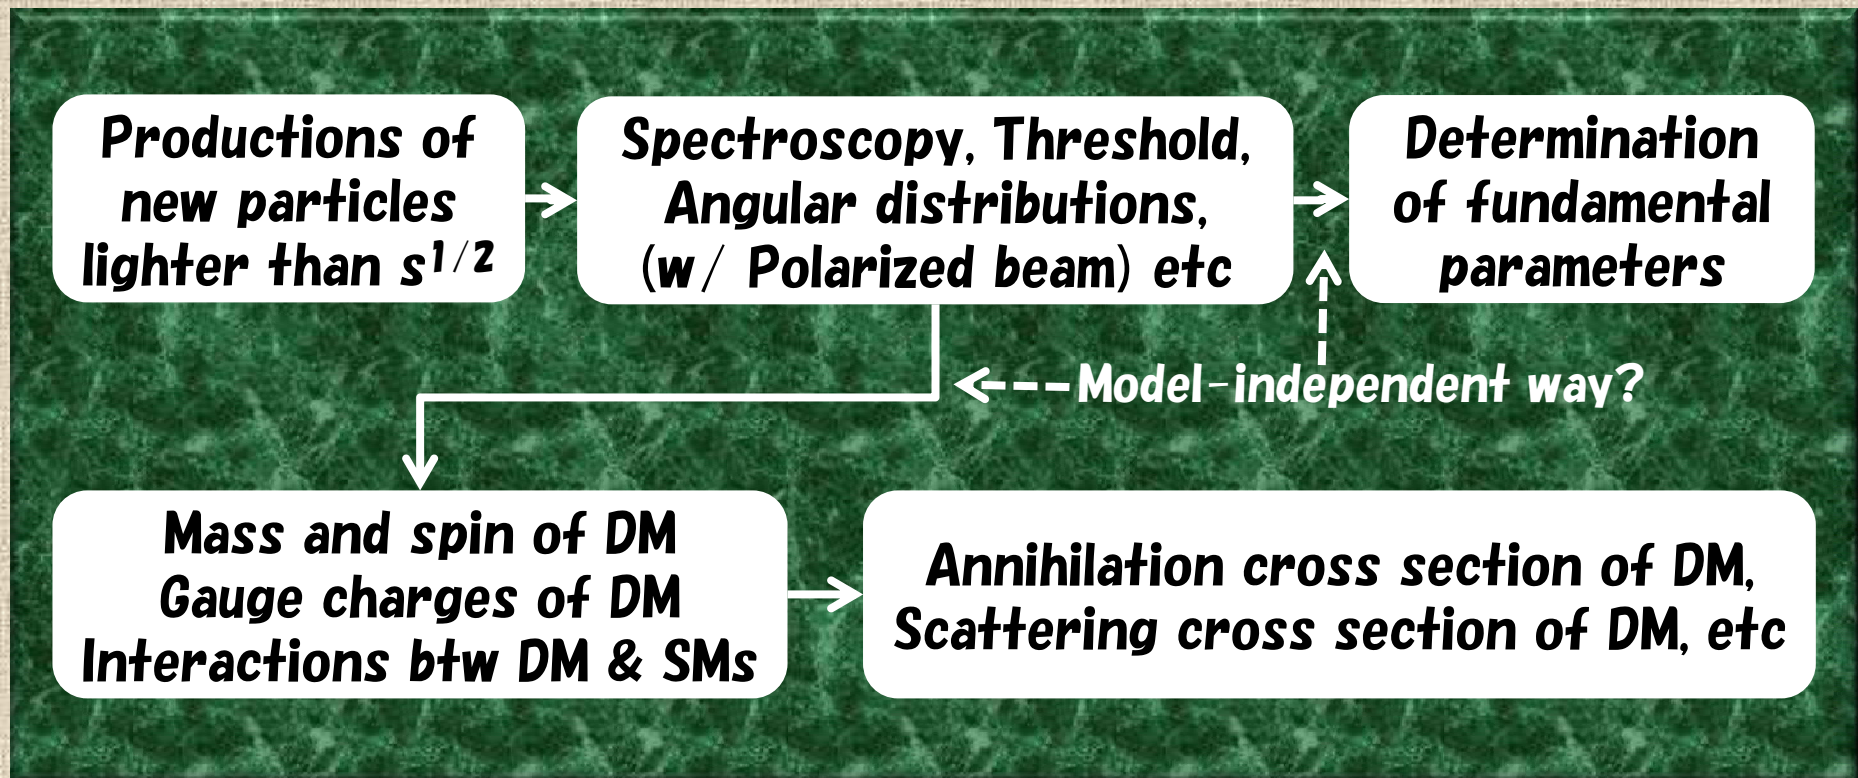 Productions of
new particles
lighter than s^1/2
Spectroscopy, Threshold,
Angular distributions,
(w/ Polarized beam) etc
Determination
of fundamental
parameters
Model-independent way?
Mass and spin of DM
Gauge charges of DM
Interactions btw DM & SMs
Annihilation cross section of DM,
Scattering cross section of DM, etc